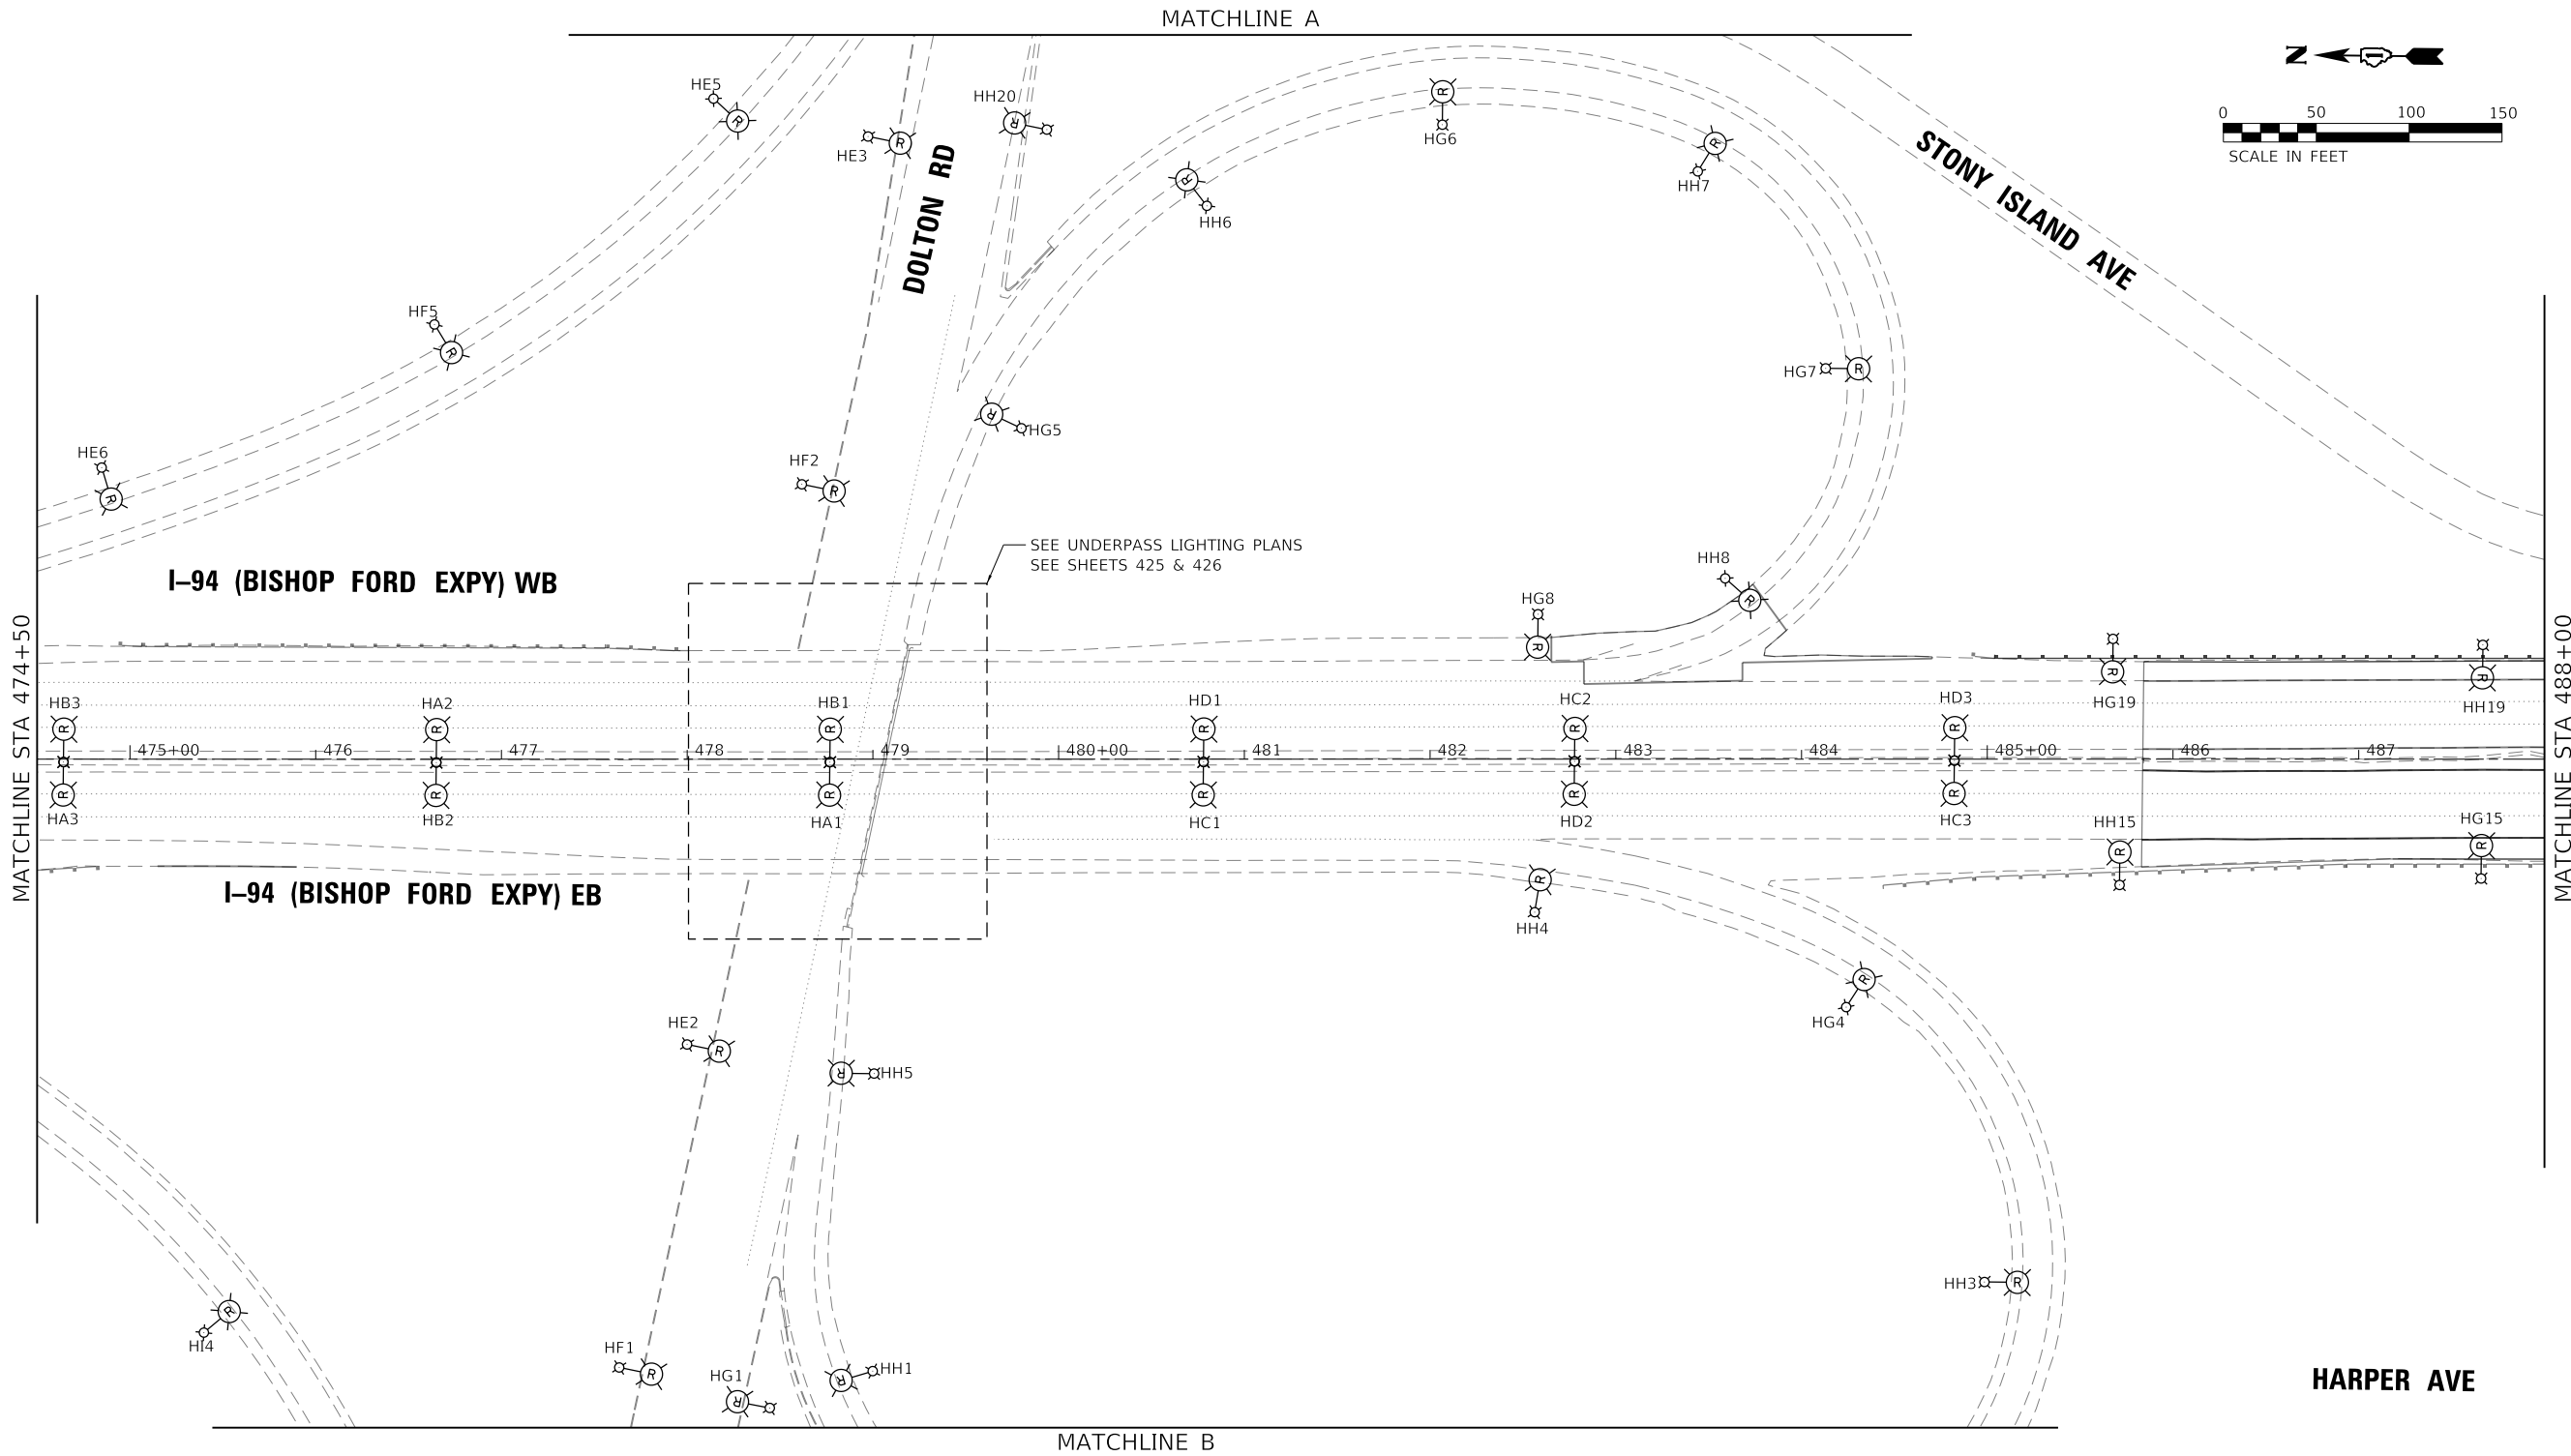 MATCHLINE A
N
0 50 100 150
SCALE IN FEET
HE5
HH20
HE3
DOLTON RD
HG6
HH7
HH6
STONY ISLAND AVE
HF5
HG7
HG5
HE6
HF2
SEE UNDERPASS LIGHTING PLANS
SEE SHEETS 425 & 426
HH8
I-94 (BISHOP FORD EXPY) WB
HG8
MATCHLINE STA 474+50
MATCHLINE STA 488+00
HB3
HA2
HB1
HD1
HC2
HD3
HG19
HH19
475+00 476 477 478 479 480+00 481 482 483 484 485+00 486 487
HA3
HB2
HA1
HC1
HD2
HC3
HH15
HG15
I-94 (BISHOP FORD EXPY) EB
HH4
HE2
HG4
HH5
HH3
HI4
HF1
HG1
HH1
HARPER AVE
MATCHLINE B
R R R R R R R R R R R R R R R R R R R R R R R R R R R R R R R R R R R R